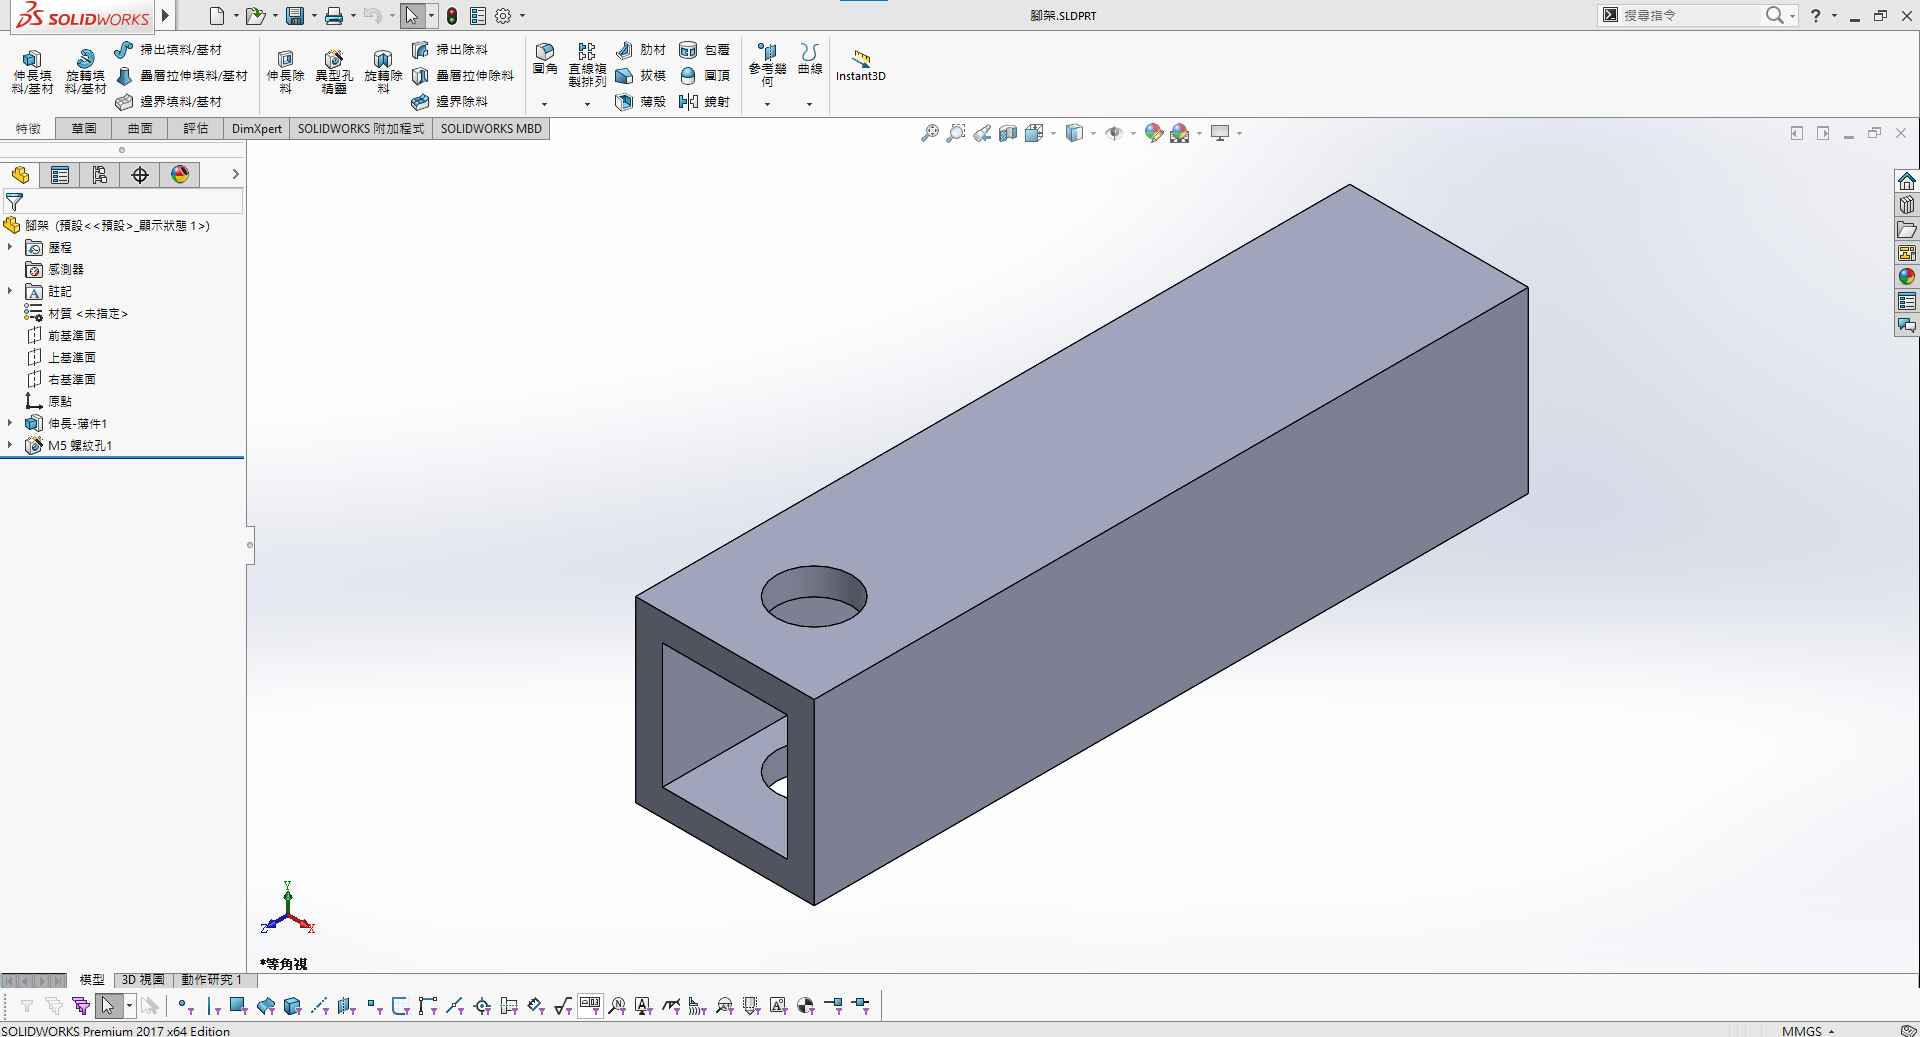 SOLIDWORKS
腳架.SLDPRT
搜尋指令
伸長填料/基材
旋轉填料/基材
掃出填料/基材
疊層拉伸填料/基材
邊界填料/基材
伸長除料
異型孔精靈
旋轉除料
掃出除料
疊層拉伸除料
邊界除料
圓角
直線複製排列
肋材
拔模
薄殼
包覆
圓頂
鏡射
參考幾何
曲線
Instant3D
特徵
草圖
曲面
評估
DimXpert
SOLIDWORKS 附加程式
SOLIDWORKS MBD
腳架 (預設<<預設>_顯示狀態 1>)
歷程
感測器
註記
材質 <未指定>
前基準面
上基準面
右基準面
原點
伸長-薄件1
M5 螺紋孔1
Y
Z
X
*等角視
模型
3D 視圖
動作研究 1
SOLIDWORKS Premium 2017 x64 Edition
MMGS